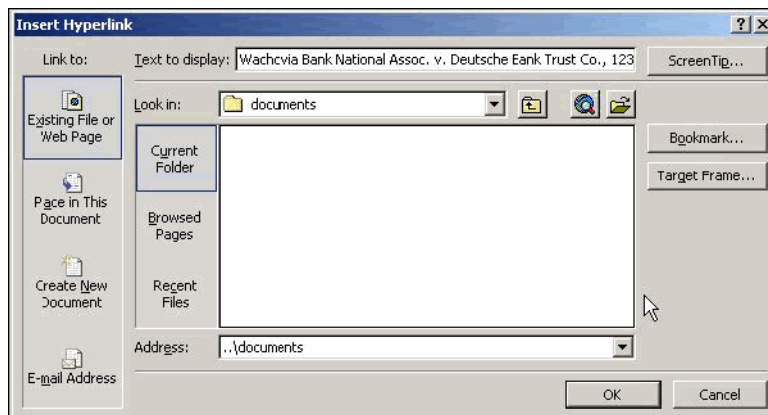 Insert Hyperlink
Link to:
Text to display: Wachcvia Bank National Assoc. v. Deutsche Eank Trust Co., 123
ScreenTip...
Existing File or
Web Page
Look in: documents
Current
Folder
Bookmark...
Target Frame...
Pace in This
Document
Browsed
Pages
Create New
Document
Recent
Files
E-mail Address
Address: ..\documents
OK
Cancel